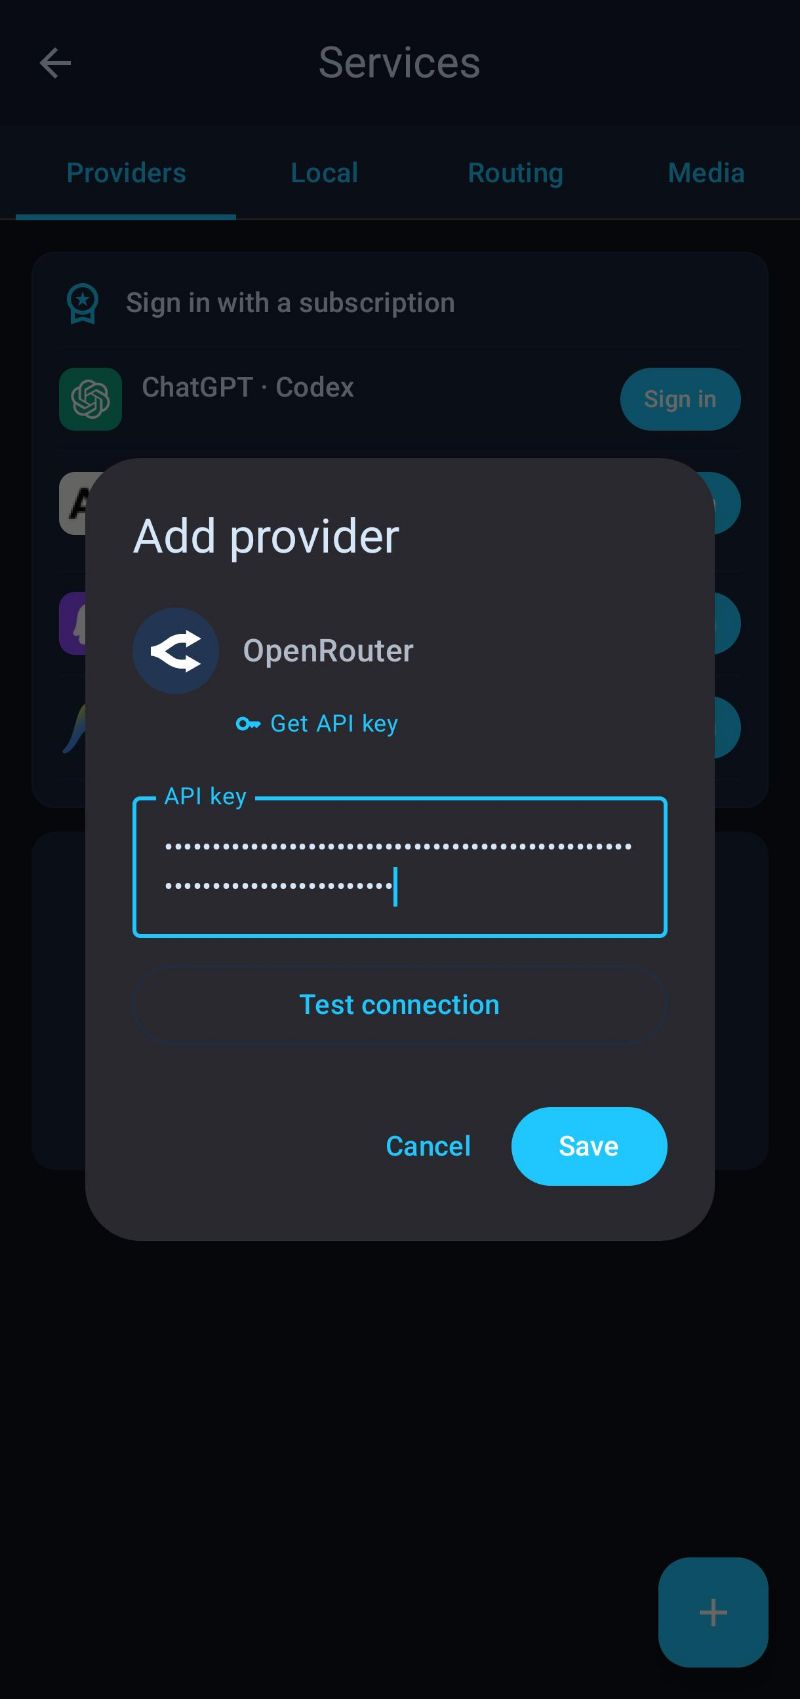 Services
Providers
Local
Routing
Media
Sign in with a subscription
ChatGPT · Codex
Sign in
Add provider
OpenRouter
Get API key
API key
Test connection
Cancel
Save